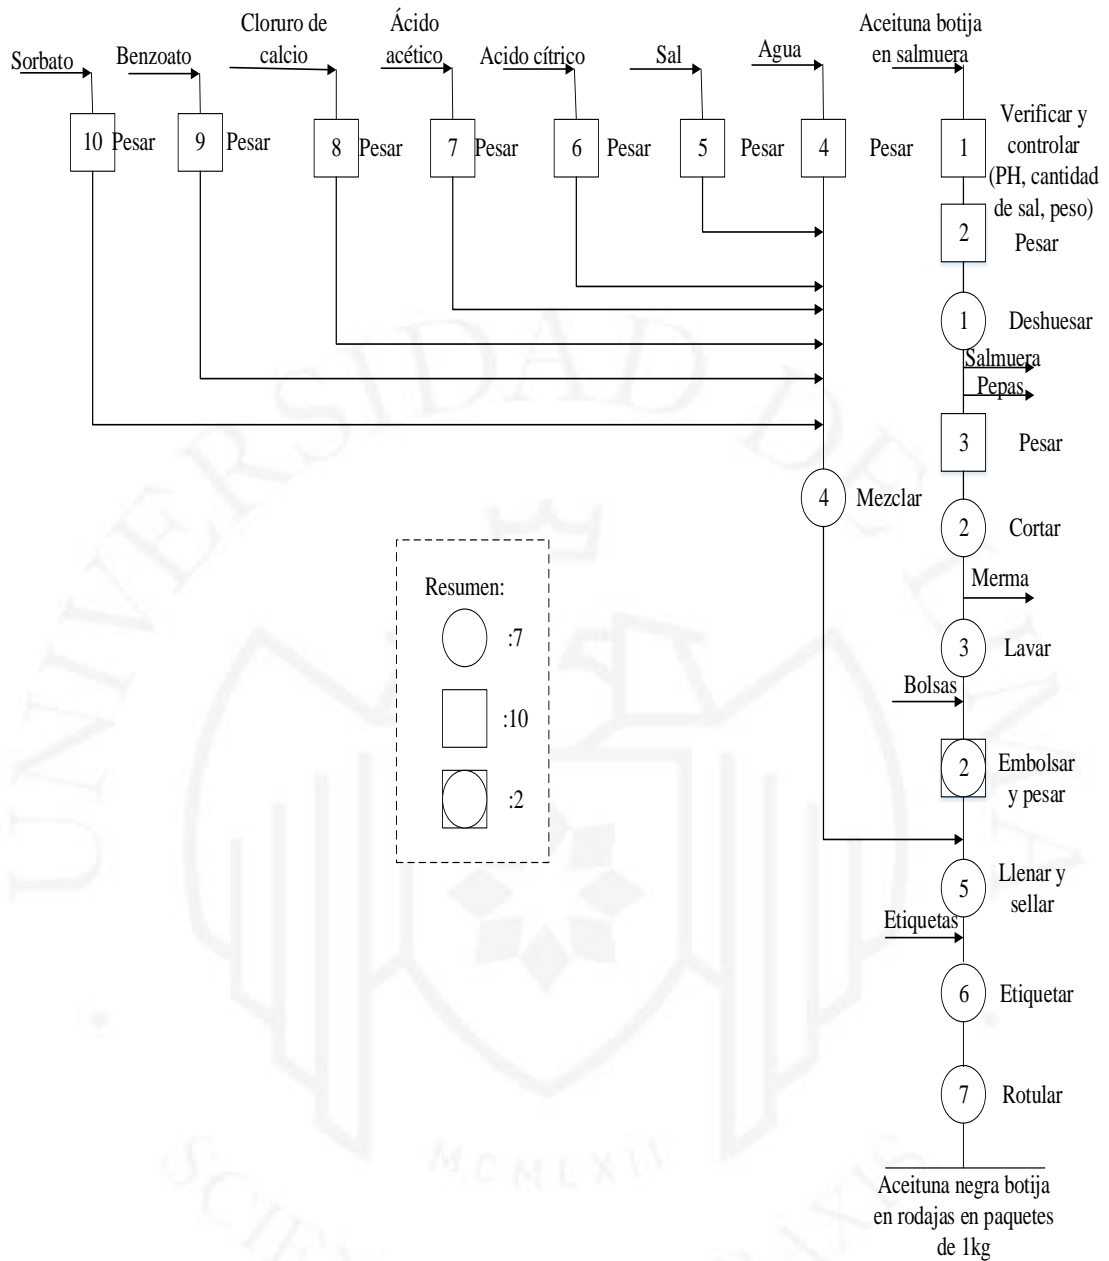 Sorbato
Benzoato
Cloruro de
calcio
Ácido
acético
Acido cítrico
Sal
Agua
Aceituna botija
en salmuera
10 Pesar
9 Pesar
8 Pesar
7 Pesar
6 Pesar
5 Pesar
4 Pesar
1
Verificar y
controlar
(PH, cantidad
de sal, peso)
2 Pesar
1 Deshuesar
Salmuera
Pepas
3 Pesar
4 Mezclar
2 Cortar
Merma
3 Lavar
Bolsas
2
Embolsar
y pesar
5
Llenar y
sellar
Etiquetas
6 Etiquetar
7 Rotular
Aceituna negra botija
en rodajas en paquetes
de 1kg
Resumen:
:7
:10
:2
UNIVERSIDAD DE LIMA
MCMLXII